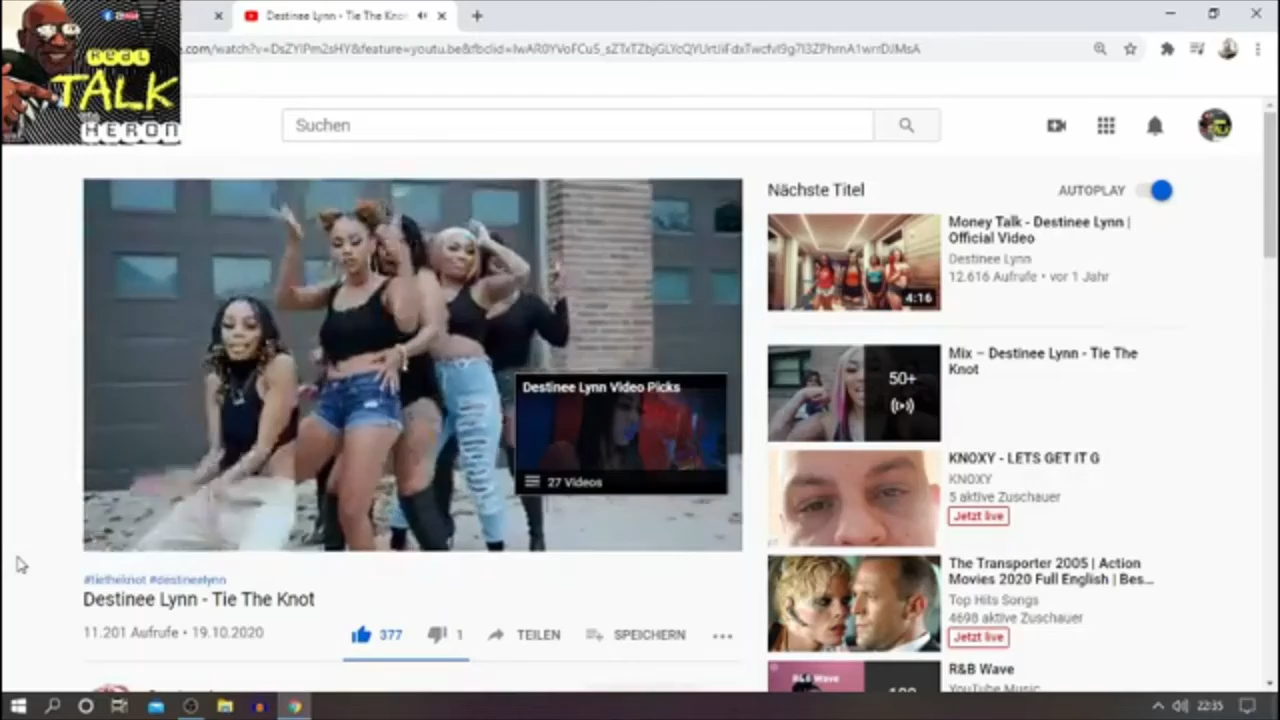 Real
TALK
HERON
Destinee Lynn - Tie The Knot
.com/watch?v=
Suchen
Nächste Titel
AUTOPLAY
Money Talk - Destinee Lynn |
Official Video
Destinee Lynn
12.616 Aufrufe • vor 1 Jahr
4:16
Mix – Destinee Lynn - Tie The
Knot
50+
Destinee Lynn Video Picks
27 Videos
KNOXY - LETS GET IT G
KNOXY
5 aktive Zuschauer
Jetzt live
The Transporter 2005 | Action
Movies 2020 Full English | Bes...
Top Hits Songs
4698 aktive Zuschauer
Jetzt live
#tietheknot #destineelynn
Destinee Lynn - Tie The Knot
11.201 Aufrufe • 19.10.2020
377
1
TEILEN
SPEICHERN
R&B Wave
R&B Wave
YouTube Music
22:35